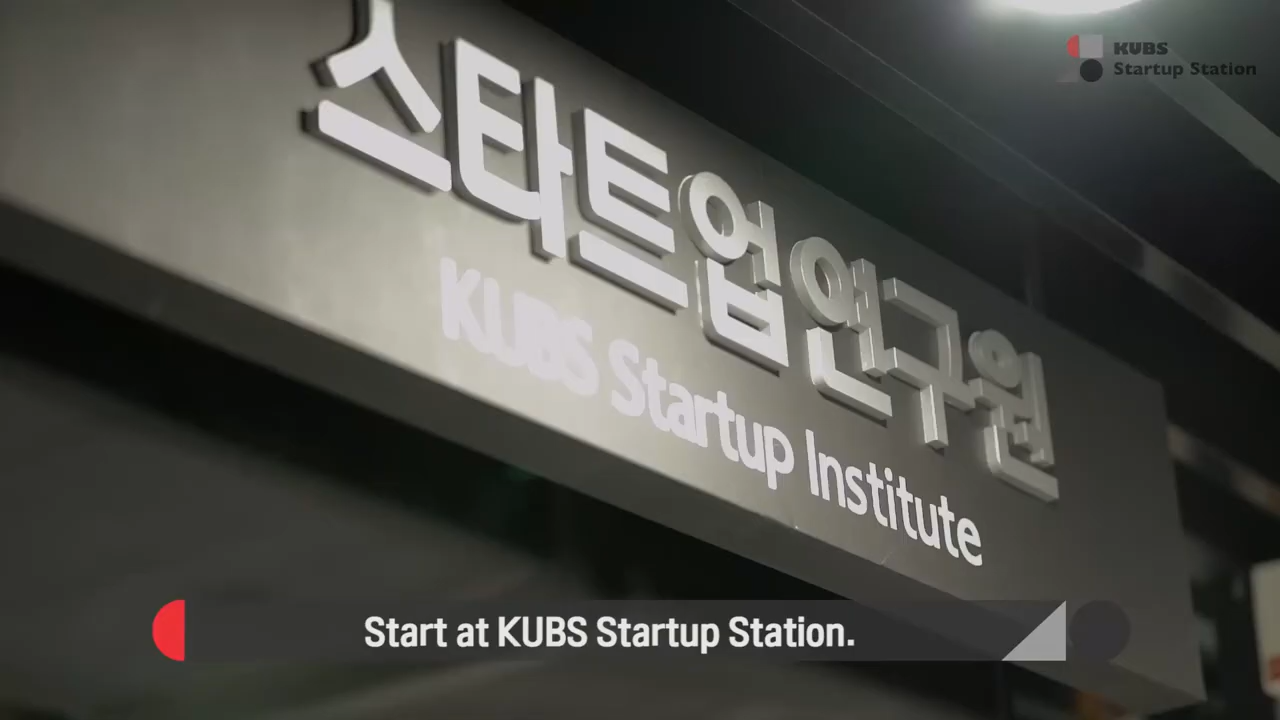 KUBS
Startup Station
스타트업연구원
KUBS Startup Institute
Start at KUBS Startup Station.